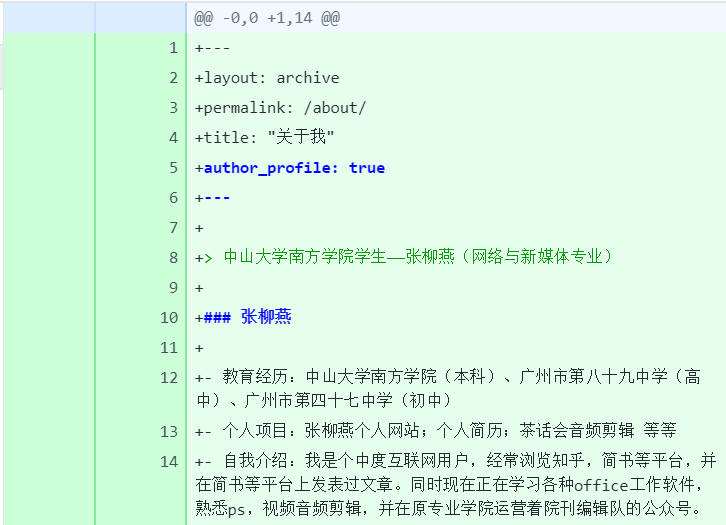 @@ -0,0 +1,14 @@
1 +---
2 +layout: archive
3 +permalink: /about/
4 +title: "关于我"
5 +author_profile: true
6 +---
7 +
8 +> 中山大学南方学院学生——张柳燕（网络与新媒体专业）
9 +
10 +### 张柳燕
11 +
12 +- 教育经历：中山大学南方学院（本科）、广州市第八十九中学（高
中）、广州市第四十七中学（初中）
13 +- 个人项目：张柳燕个人网站；个人简历；茶话会音频剪辑 等等
14 +- 自我介绍：我是个中度互联网用户，经常浏览知乎，简书等平台，并
在简书等平台上发表过文章。同时现在正在学习各种office工作软件，
熟悉ps，视频音频剪辑，并在原专业学院运营着院刊编辑队的公众号。